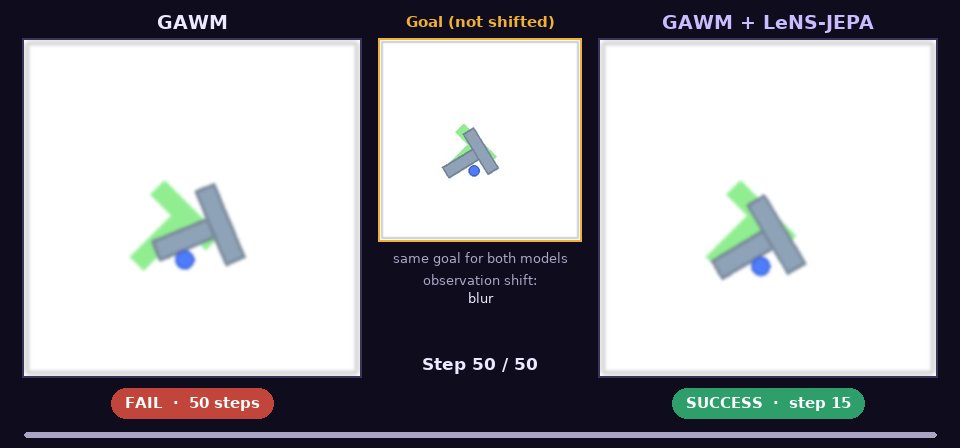 GAWM
Goal (not shifted)
GAWM + LeNS-JEPA
same goal for both models
observation shift:
blur
Step 50 / 50
FAIL · 50 steps
SUCCESS · step 15